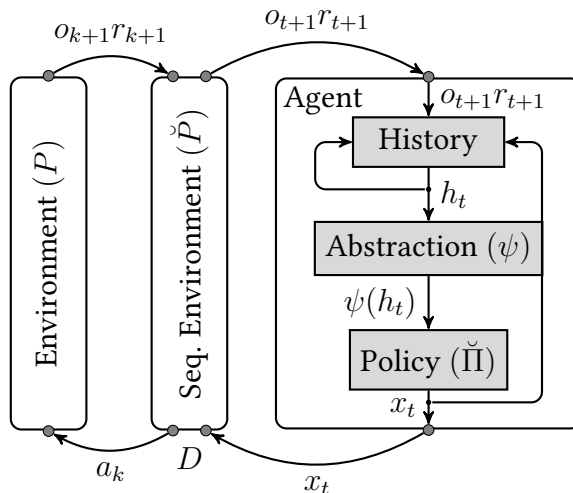 o_{k+1}r_{k+1}
o_{t+1}r_{t+1}
Environment (P)
Seq. Environment (P̆)
Agent
o_{t+1}r_{t+1}
History
h_t
Abstraction (ψ)
ψ(h_t)
Policy (Π̆)
x_t
a_k
D
x_t